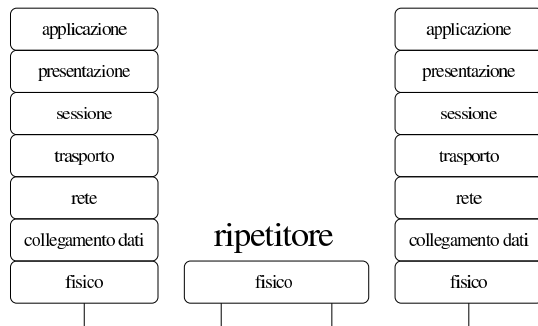 applicazione
presentazione
sessione
trasporto
rete
collegamento dati
fisico
ripetitore
fisico
applicazione
presentazione
sessione
trasporto
rete
collegamento dati
fisico